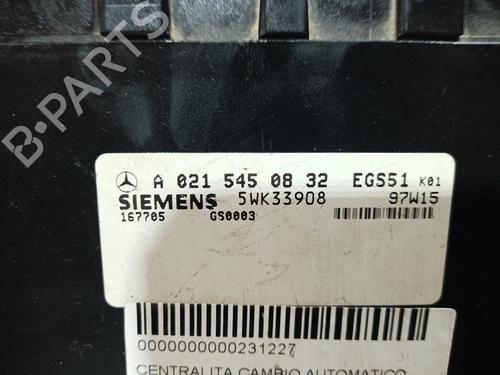 A 021 545 08 32 EGS51 K01
SIEMENS 5WK33908 97W15
167705 GS0003
0000000000231227
CENTRALITA CAMBIO AUTOMATICO
B-PARTS